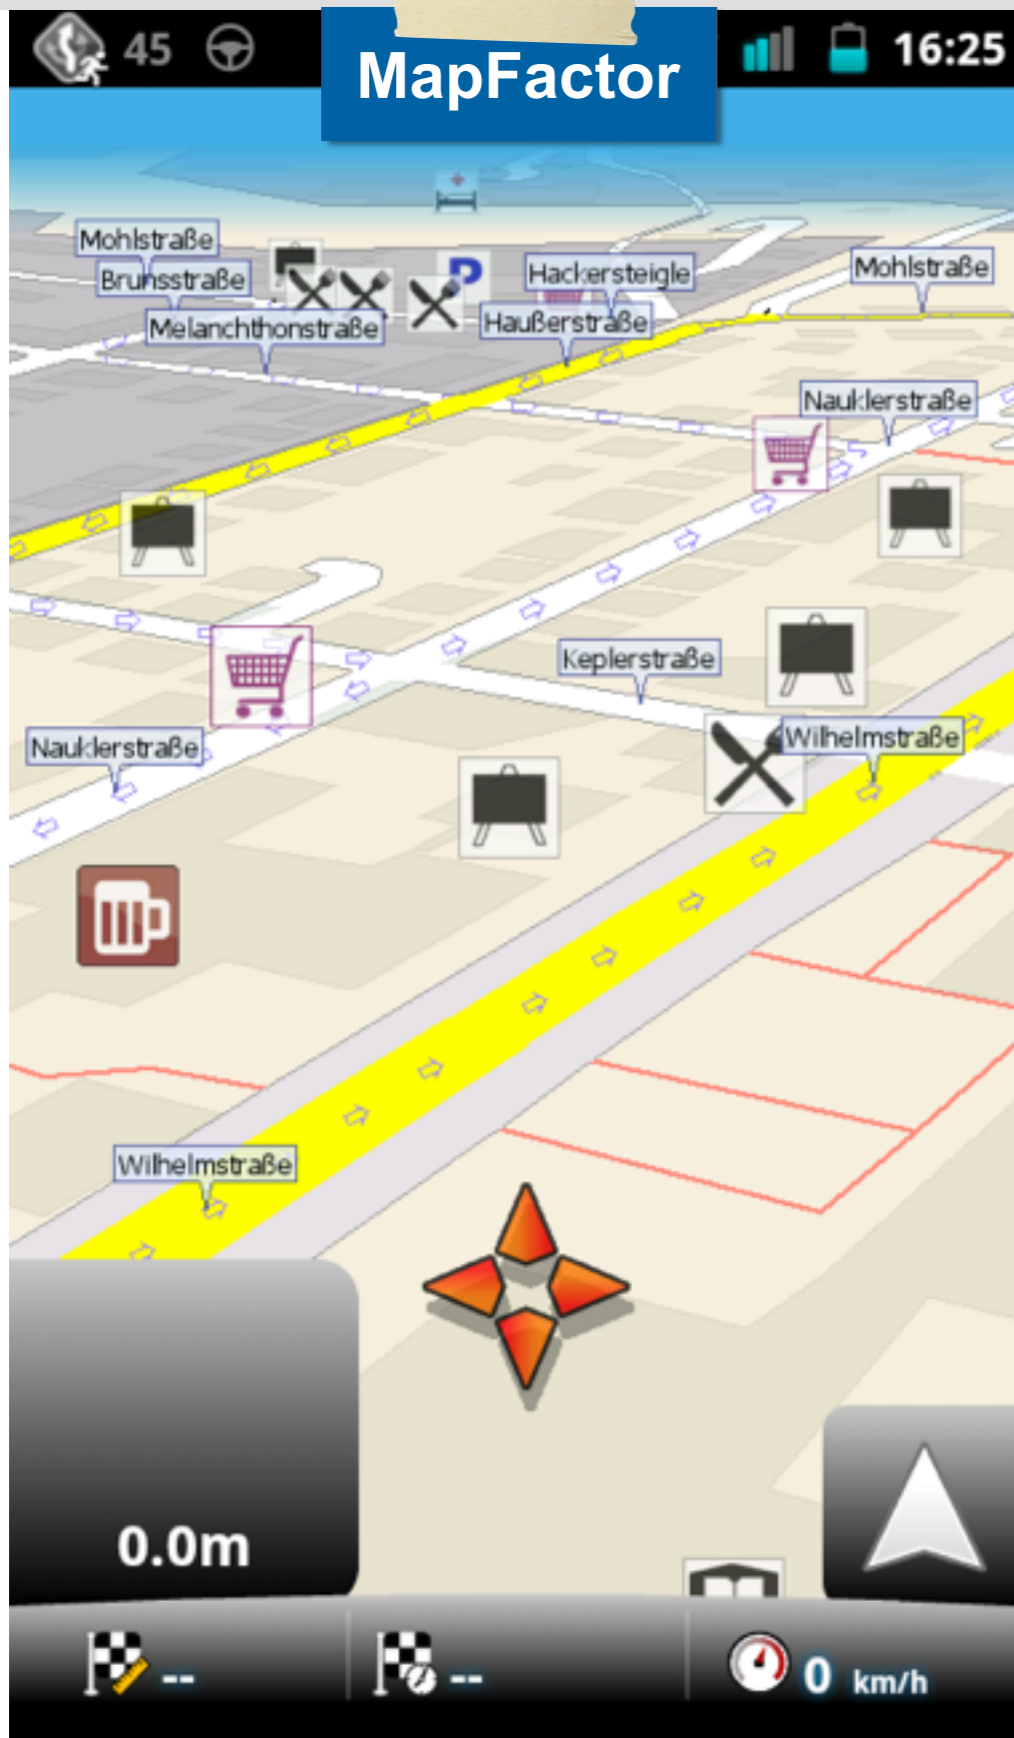 45
MapFactor
16:25
Mohlstraße
Brunsstraße
Melanchthonstraße
P
Hackersteigle
Haußerstraße
Mohlstraße
Nauklerstraße
Keplerstraße
Wilhelmstraße
Nauklerstraße
Wilhelmstraße
0.0m
--
--
0 km/h